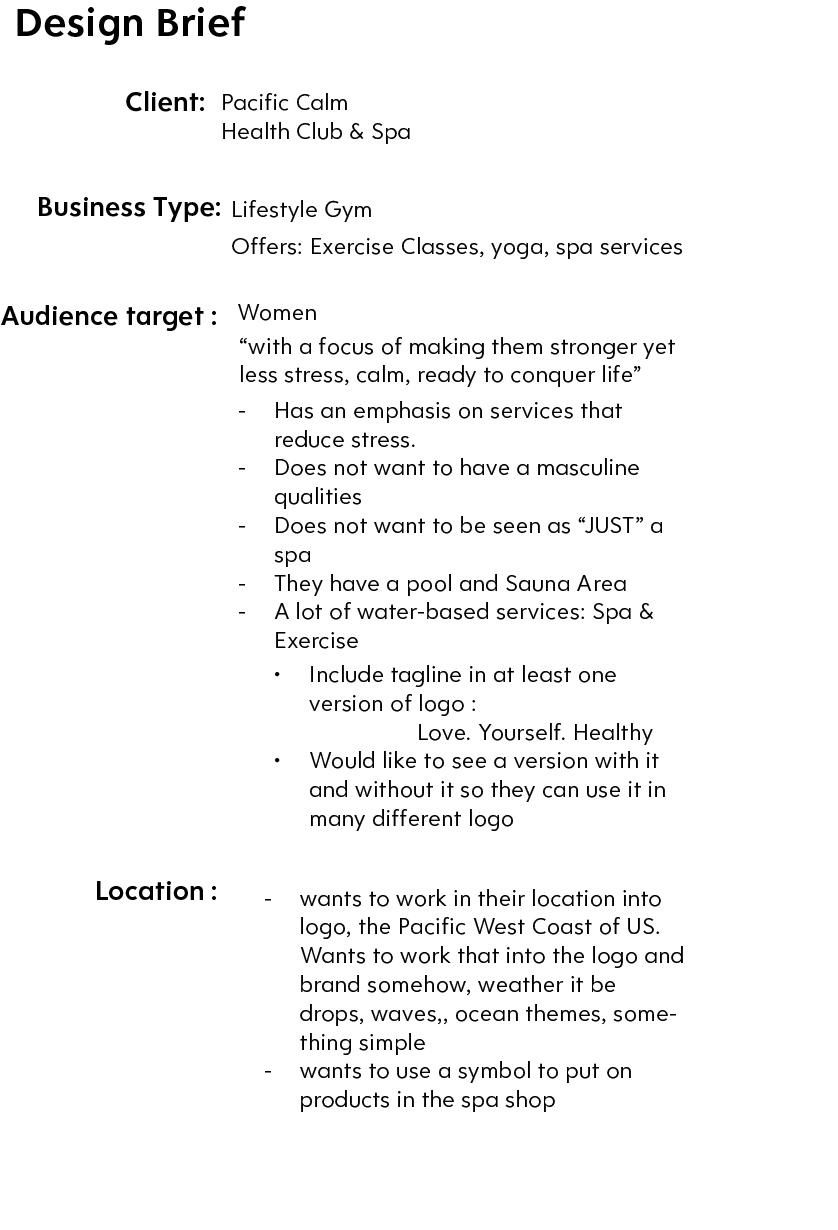 Design Brief
Client: Pacific Calm
Health Club & Spa
Business Type: Lifestyle Gym
Offers: Exercise Classes, yoga, spa services
Audience target : Women
“with a focus of making them stronger yet
less stress, calm, ready to conquer life”
- Has an emphasis on services that
reduce stress.
- Does not want to have a masculine
qualities
- Does not want to be seen as “JUST” a
spa
- They have a pool and Sauna Area
- A lot of water-based services: Spa &
Exercise
• Include tagline in at least one
version of logo :
Love. Yourself. Healthy
• Would like to see a version with it
and without it so they can use it in
many different logo
Location :
- wants to work in their location into
logo, the Pacific West Coast of US.
Wants to work that into the logo and
brand somehow, weather it be
drops, waves,, ocean themes, some-
thing simple
- wants to use a symbol to put on
products in the spa shop